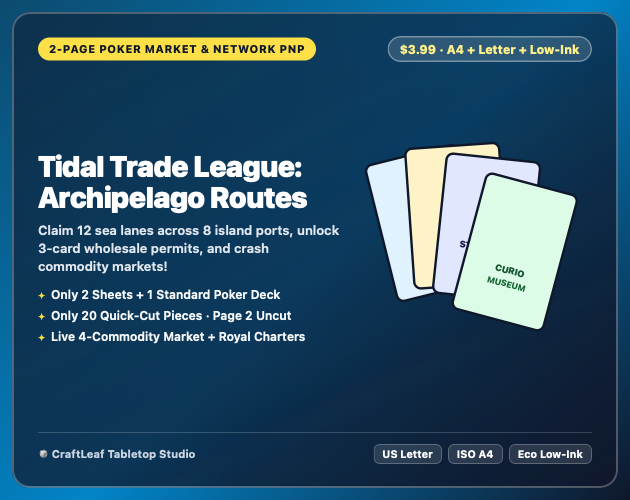 2-PAGE POKER MARKET & NETWORK PNP
$3.99 · A4 + Letter + Low-Ink
Tidal Trade League:
Archipelago Routes
Claim 12 sea lanes across 8 island ports, unlock
3-card wholesale permits, and crash
commodity markets!
Only 2 Sheets + 1 Standard Poker Deck
Only 20 Quick-Cut Pieces · Page 2 Uncut
Live 4-Commodity Market + Royal Charters
CURIO
MUSEUM
CraftLeaf Tabletop Studio
US Letter
ISO A4
Eco Low-Ink